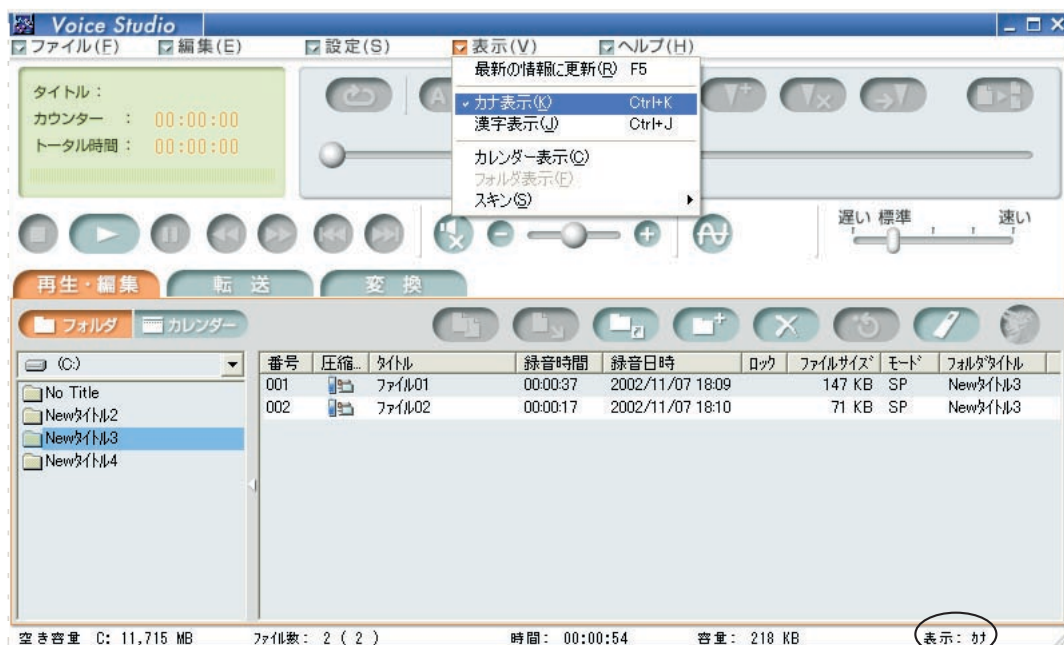 Voice Studio
ファイル(F) 編集(E) 設定(S) 表示(V) ヘルプ(H)
最新の情報に更新(R) F5
カナ表示(K) Ctrl+K
漢字表示(J) Ctrl+J
カレンダー表示(C)
フォルダ表示(F)
スキン(S)
タイトル :
カウンター : 00:00:00
トータル時間 : 00:00:00
遅い 標準 速い
再生・編集 転送 変換
フォルダ カレンダー
(C:)
No Title
Newﾀｲﾄﾙ2
Newﾀｲﾄﾙ3
Newﾀｲﾄﾙ4
番号 圧縮... ﾀｲﾄﾙ 録音時間 録音日時 ﾛｯｸ ﾌｧｲﾙｻｲｽﾞ ﾓｰﾄﾞ ﾌｫﾙﾀﾞﾀｲﾄﾙ
001 ﾌｧｲﾙ01 00:00:37 2002/11/07 18:09 147 KB SP Newﾀｲﾄﾙ3
002 ﾌｧｲﾙ02 00:00:17 2002/11/07 18:10 71 KB SP Newﾀｲﾄﾙ3
空き容量 C: 11,715 MB ﾌｧｲﾙ数: 2 ( 2 ) 時間: 00:00:54 容量: 218 KB 表示: ｶﾅ